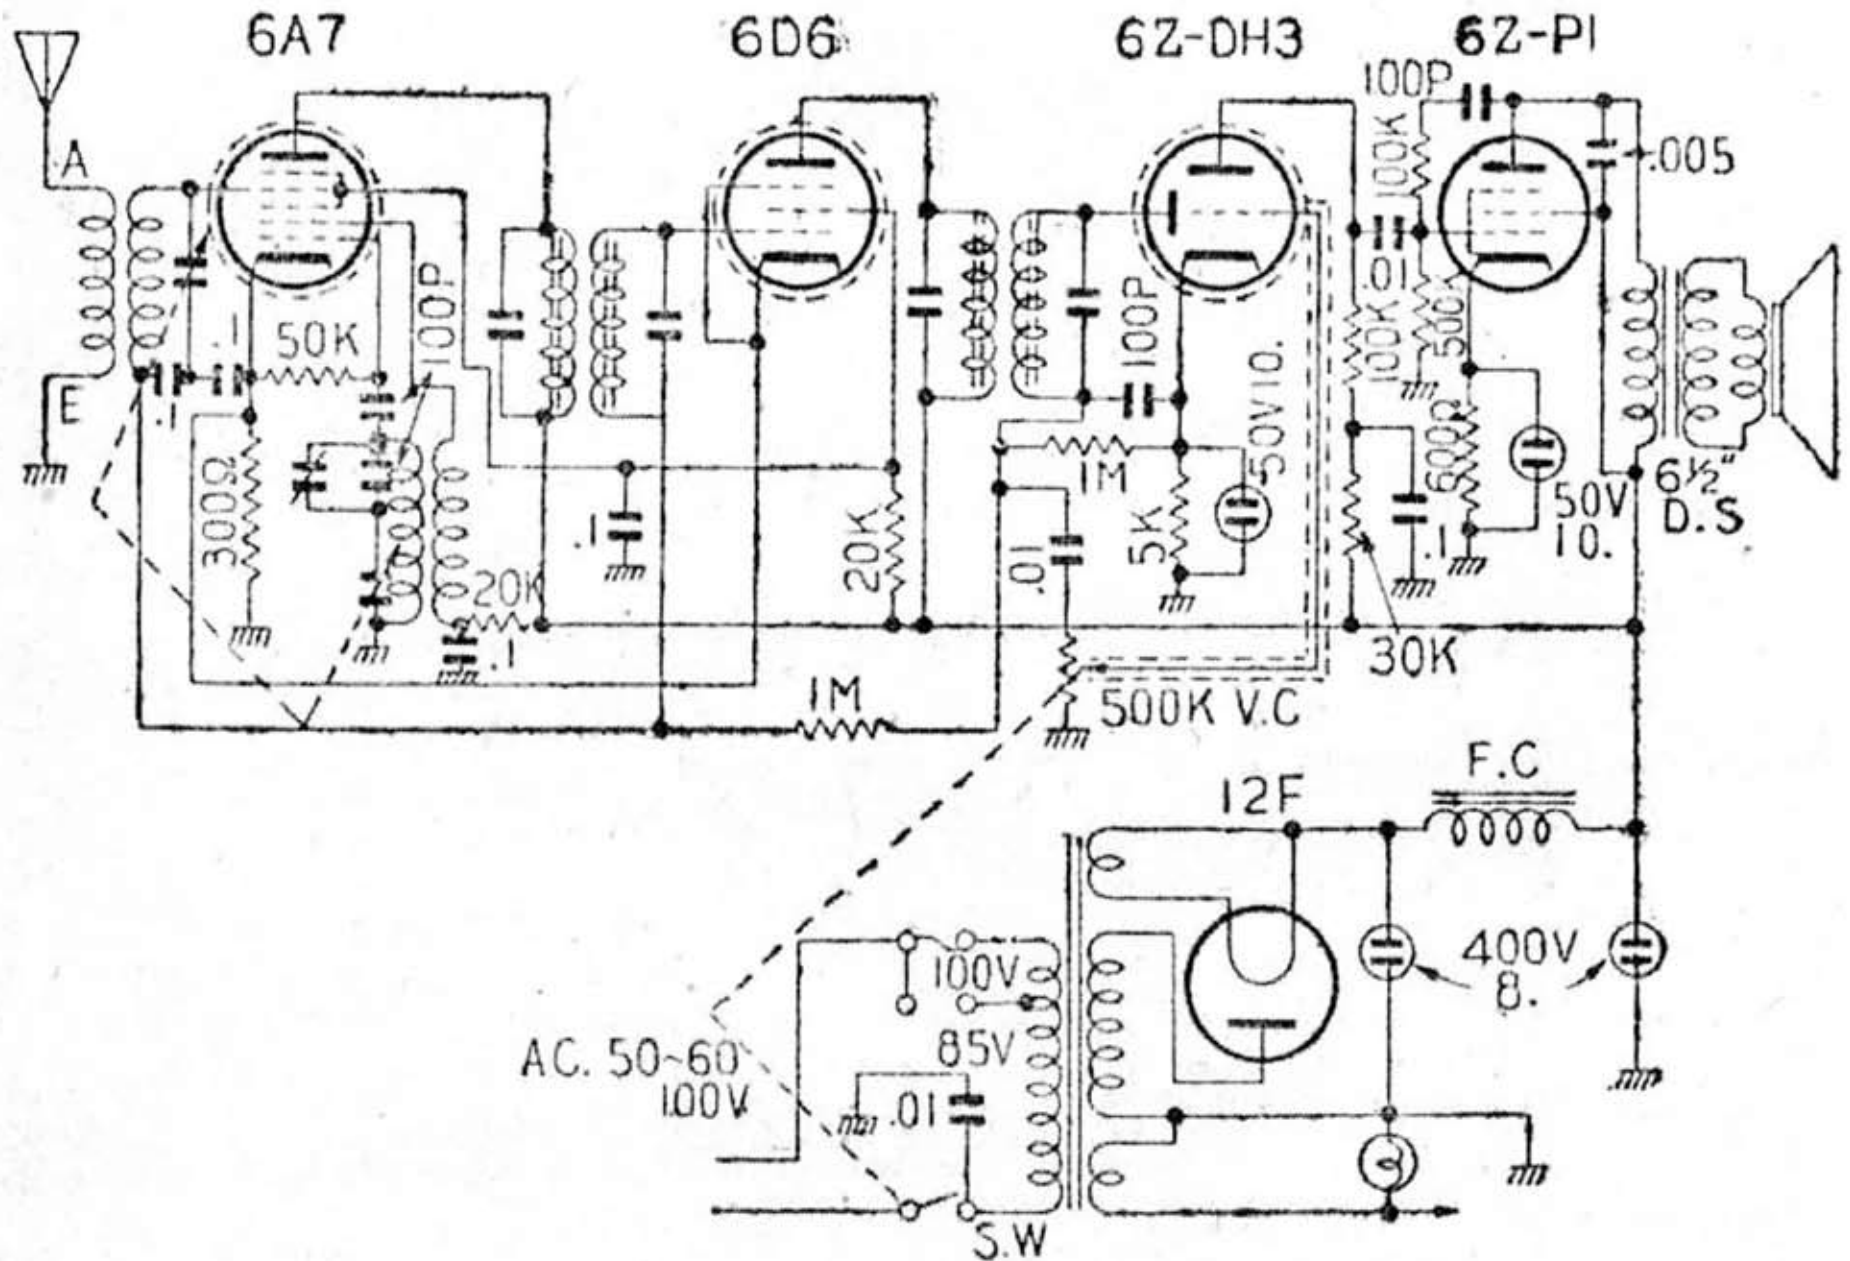 6A7
6D6
6Z-DH3
6Z-P1
100P
A
100K
.005
.01
50K
.1
100P
100P
50V10.
100K
500K
E
.1
300Ω
1M
600Ω
6½"
D.S
50V
10.
.1
20K
.01
5K
.1
20K
.1
30K
1M
500K V.C
F.C
12F
100V
400V
8.
85V
AC. 50~60
100V
.01
S.W